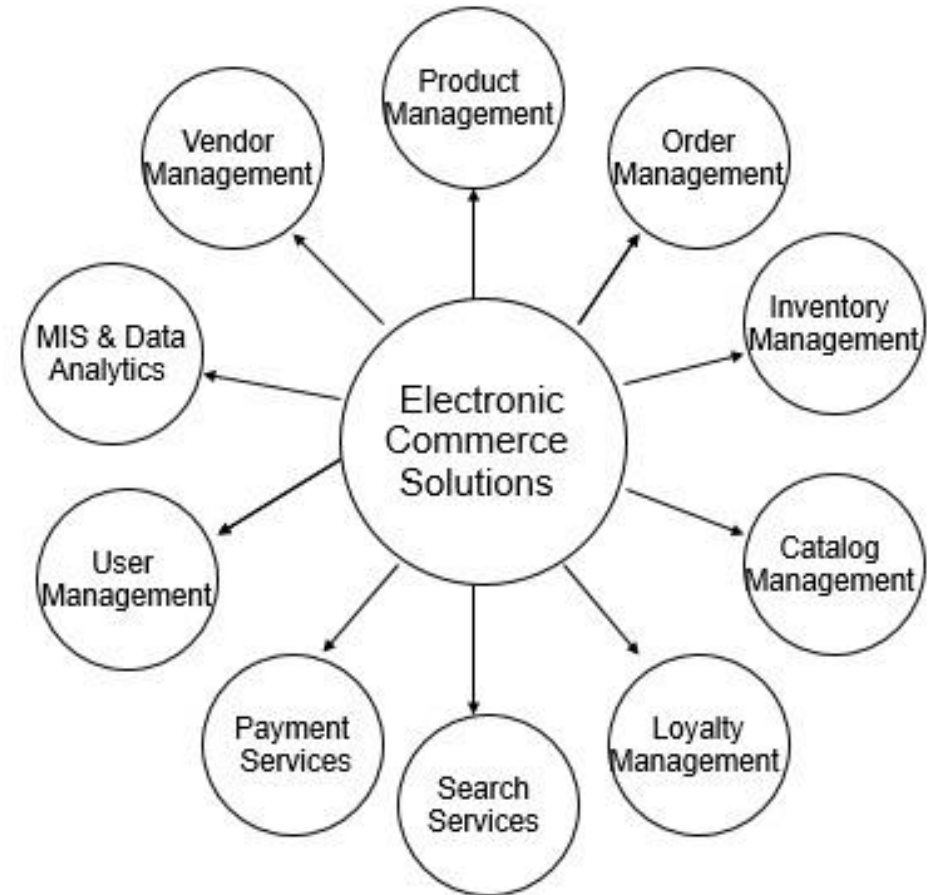 Product
Management
Order
Management
Inventory
Management
Catalog
Management
Loyalty
Management
Search
Services
Payment
Services
User
Management
MIS & Data
Analytics
Vendor
Management
Electronic
Commerce
Solutions